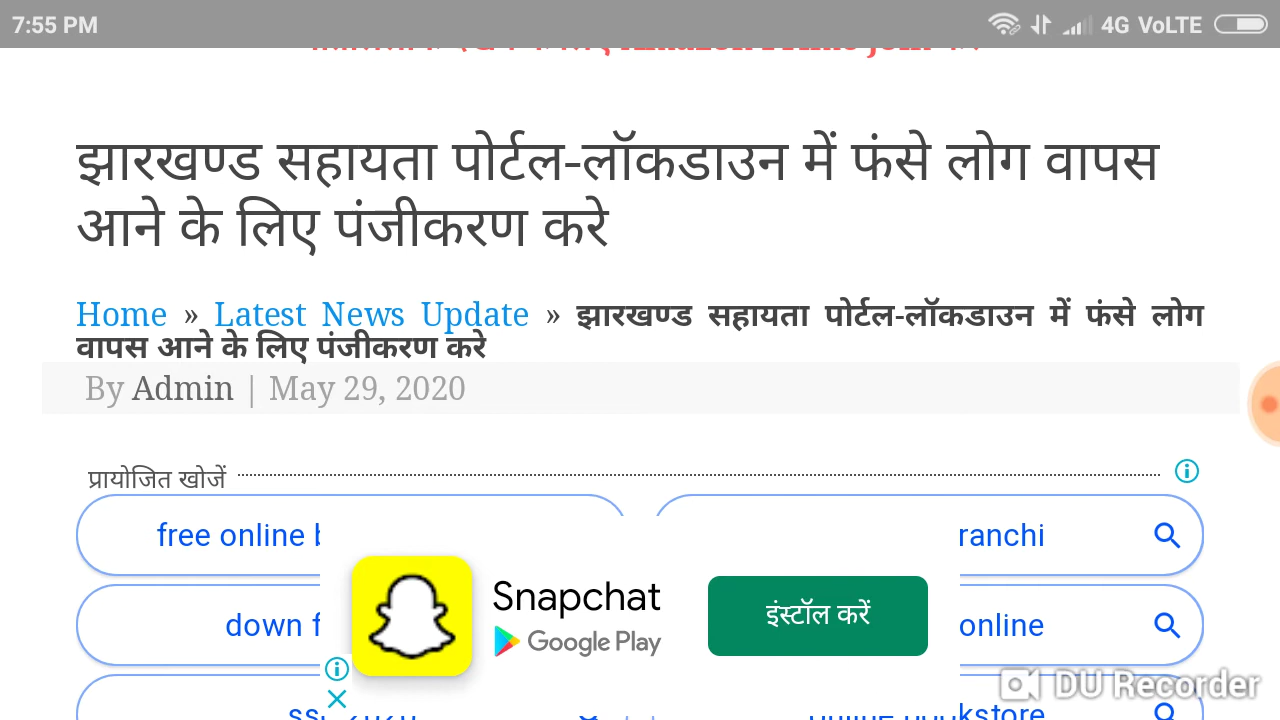 7:55 PM 4G VoLTE
झारखण्ड सहायता पोर्टल-लॉकडाउन में फंसे लोग वापस
आने के लिए पंजीकरण करे
Home » Latest News Update » झारखण्ड सहायता पोर्टल-लॉकडाउन में फंसे लोग
वापस आने के लिए पंजीकरण करे
By Admin | May 29, 2020
प्रायोजित खोजें
free online
ranchi
down
online
Snapchat
Google Play
इंस्टॉल करें
DU Recorder